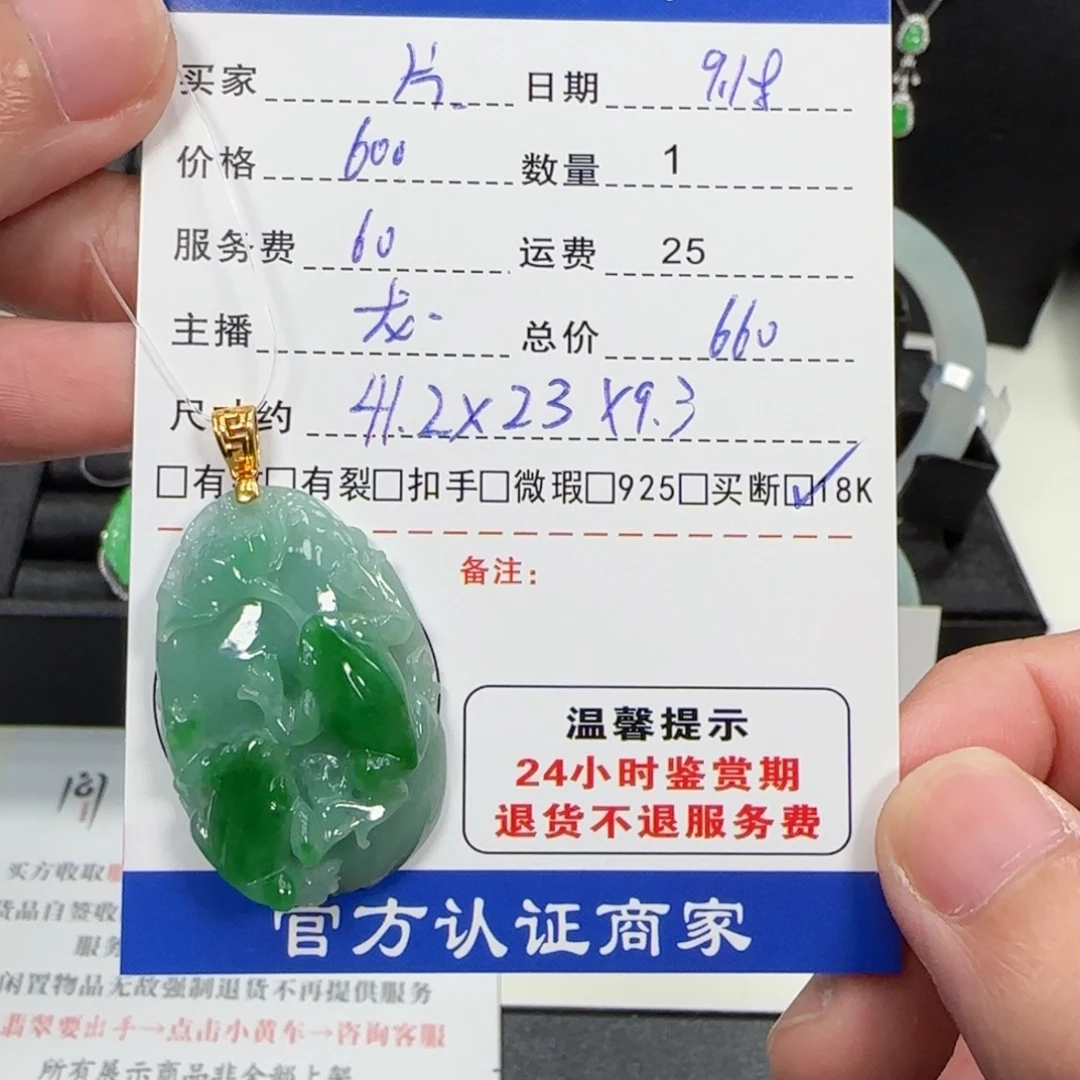 买家 片 日期 9.18
价格 600 数量 1
服务费 60 运费 25
主播 龙 总价 660
尺寸约 41.2×23×9.3
□有 □有裂□扣手□微瑕□925□买断☑18K
备注：
温馨提示
24小时鉴赏期
退货不退服务费
官方认证商家
买方收取
货品自签收
服务
闲置物品无故强制退货不再提供服务
翡翠要出手→点击小黄车→咨询客服
所有展示商品非全部上架